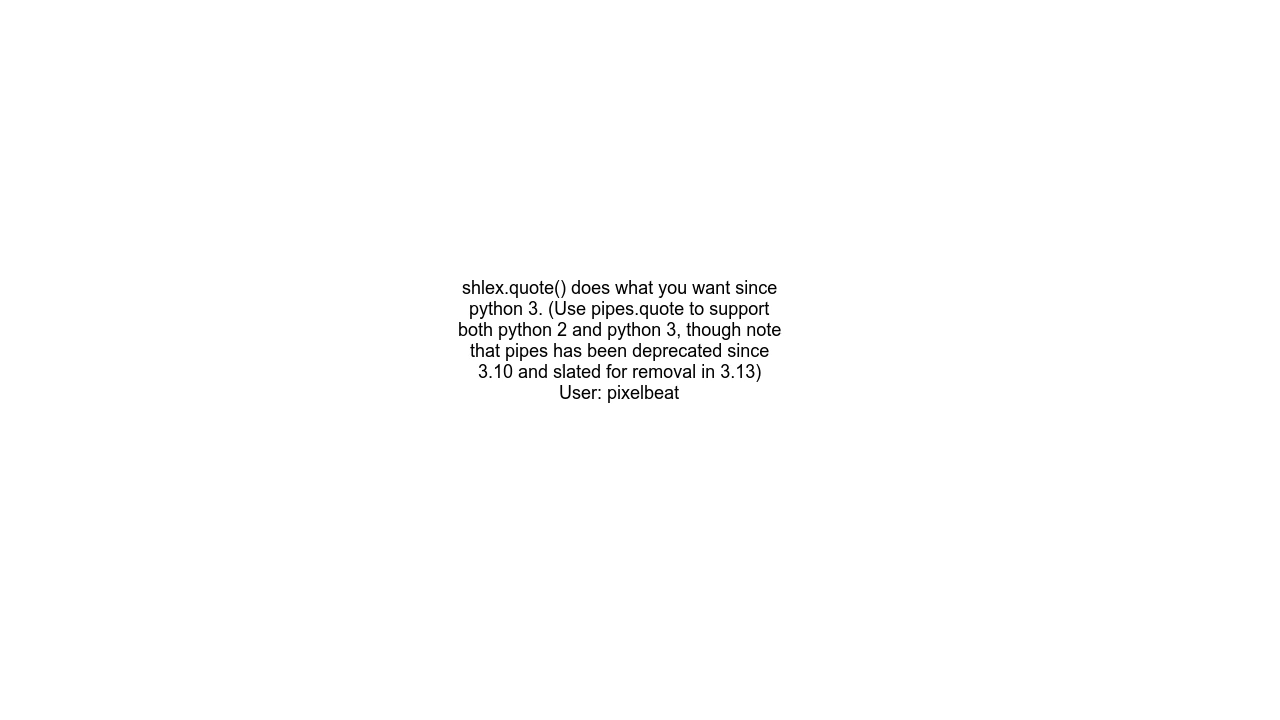 shlex.quote() does what you want since
python 3. (Use pipes.quote to support
both python 2 and python 3, though note
that pipes has been deprecated since
3.10 and slated for removal in 3.13)
User: pixelbeat